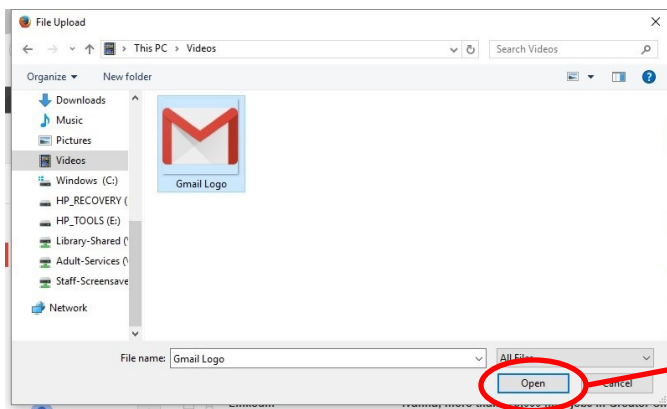 File Upload
This PC > Videos
Search Videos
Organize
New folder
Downloads
Music
Pictures
Videos
Windows (C:)
HP_RECOVERY (
HP_TOOLS (E:)
Library-Shared (
Adult-Services (
Staff-Screensave
Network
Gmail Logo
File name: Gmail Logo
All Files
Open
Cancel